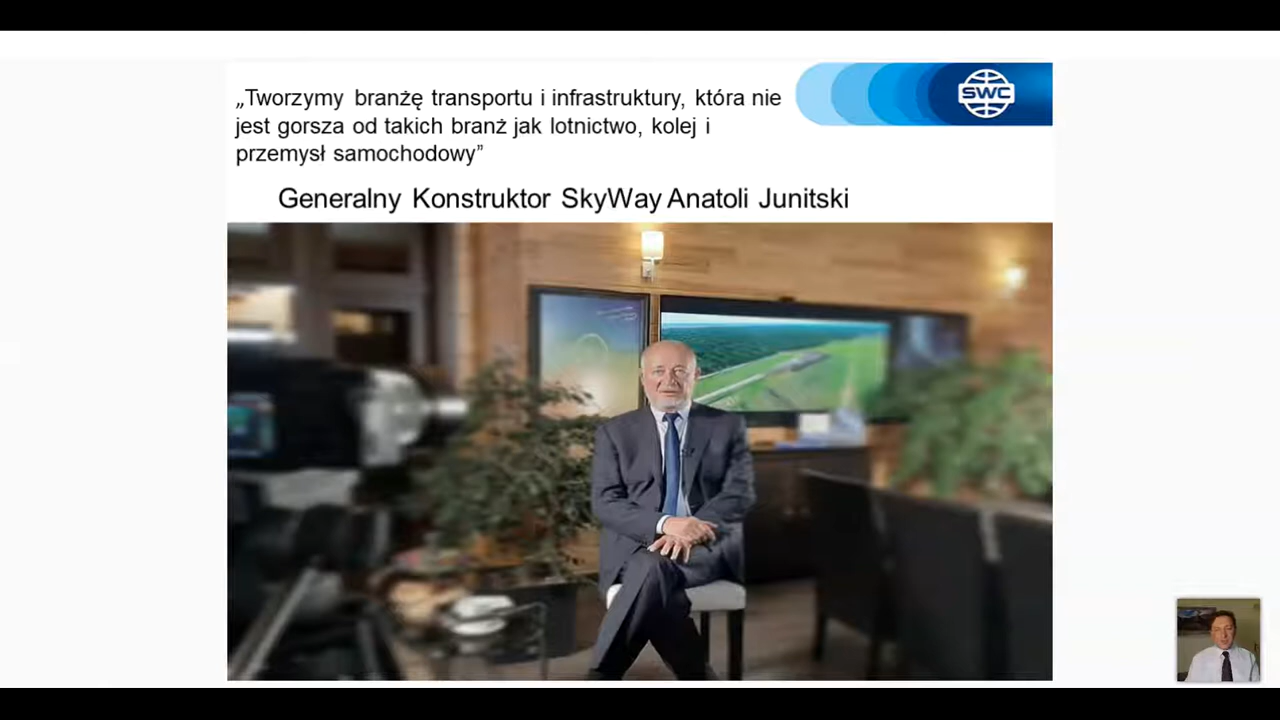 „Tworzymy branżę transportu i infrastruktury, która nie
jest gorsza od takich branż jak lotnictwo, kolej i
przemysł samochodowy”
SWC
Generalny Konstruktor SkyWay Anatoli Junitski